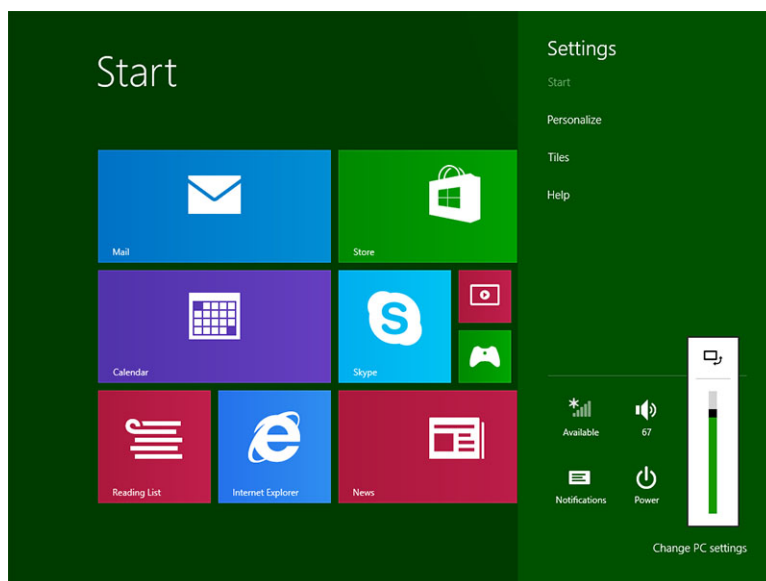 Start
Mail
Store
Calendar
Skype
Reading List
Internet Explorer
News
Settings
Start
Personalize
Tiles
Help
Available
67
Notifications
Power
Change PC settings